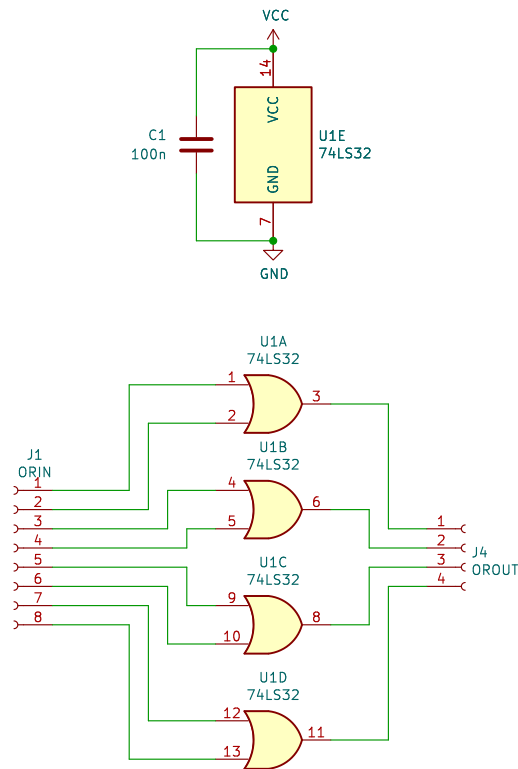 VCC
14
VCC
C1
100n
U1E
74LS32
GND
7
GND
U1A
74LS32
1
2
3
U1B
74LS32
4
5
6
J1
ORIN
1
2
3
4
5
6
7
8
U1C
74LS32
9
10
8
1
2
3
4
J4
OROUT
U1D
74LS32
12
13
11